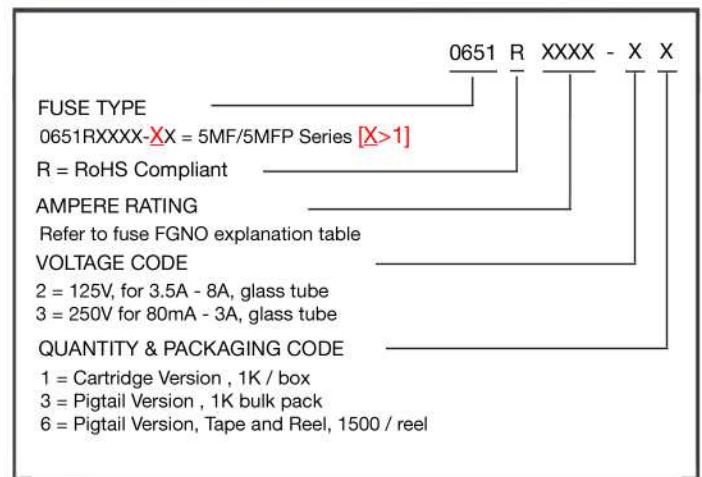 0651 R XXXX - X X
FUSE TYPE
0651RXXXX-XX = 5MF/5MFP Series [X>1]
R = RoHS Compliant
AMPERE RATING
Refer to fuse FGNO explanation table
VOLTAGE CODE
2 = 125V, for 3.5A - 8A, glass tube
3 = 250V for 80mA - 3A, glass tube
QUANTITY & PACKAGING CODE
1 = Cartridge Version , 1K / box
3 = Pigtail Version , 1K bulk pack
6 = Pigtail Version, Tape and Reel, 1500 / reel